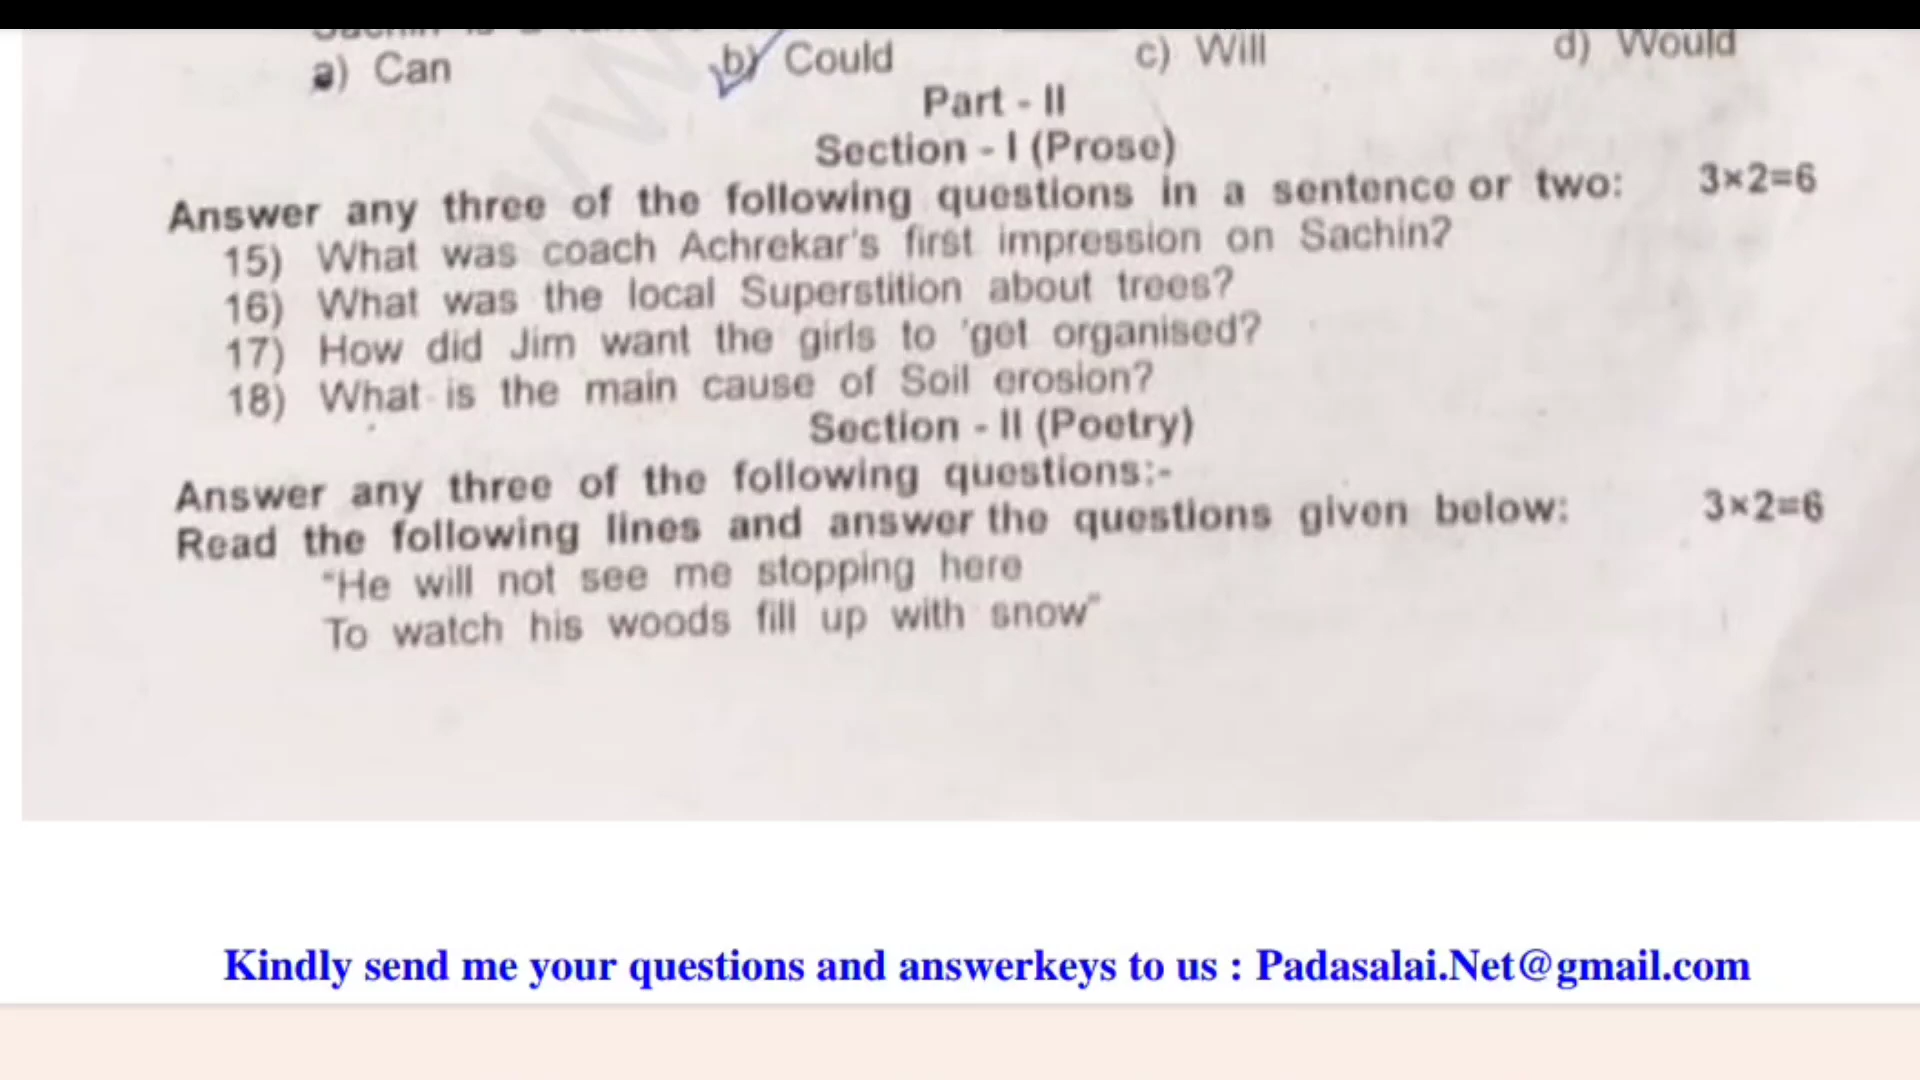 Sachin is a
a) Can b) Could c) Will d) Would
Part - II
Section - I (Prose)
Answer any three of the following questions in a sentence or two: 3×2=6
15) What was coach Achrekar's first impression on Sachin?
16) What was the local Superstition about trees?
17) How did Jim want the girls to 'get organised?
18) What is the main cause of Soil erosion?
Section - II (Poetry)
Answer any three of the following questions:-
Read the following lines and answer the questions given below: 3×2=6
"He will not see me stopping here
To watch his woods fill up with snow"
Kindly send me your questions and answerkeys to us : Padasalai.Net@gmail.com